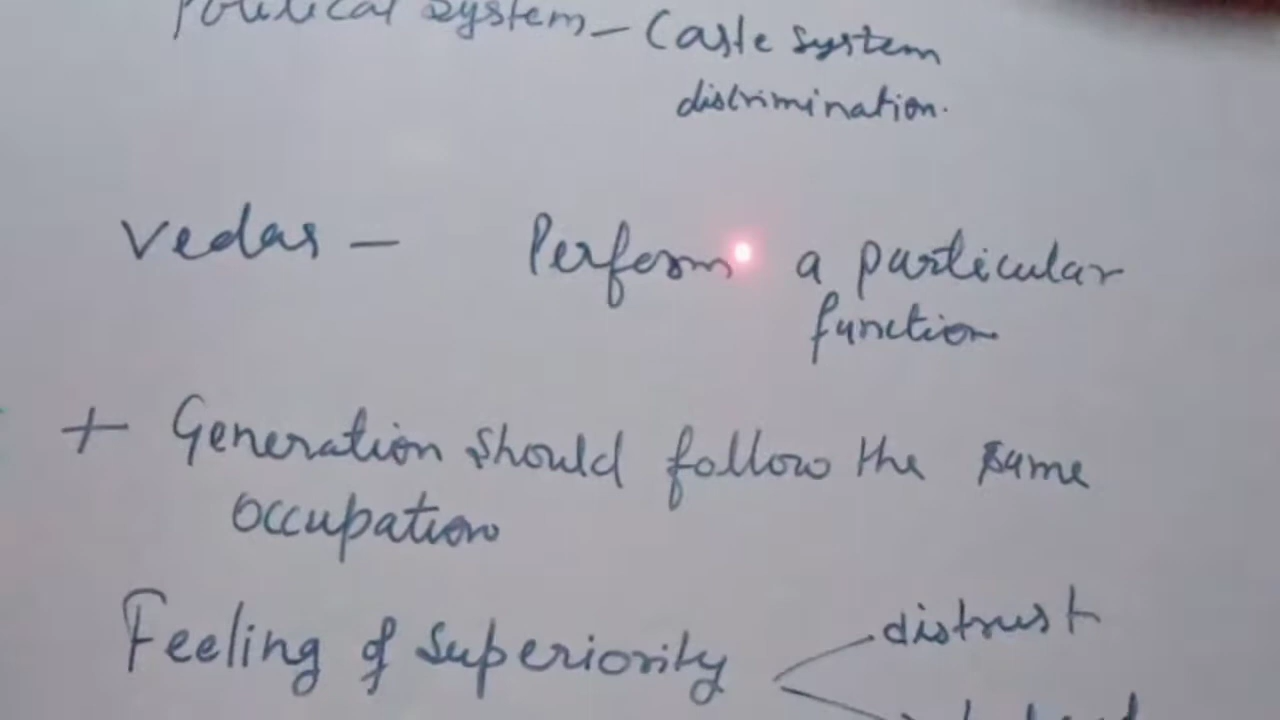 Political System – Caste system
discrimination.
Vedas – Perform a particular
function
+ Generation should follow the same
occupation
Feeling of superiority
distrust